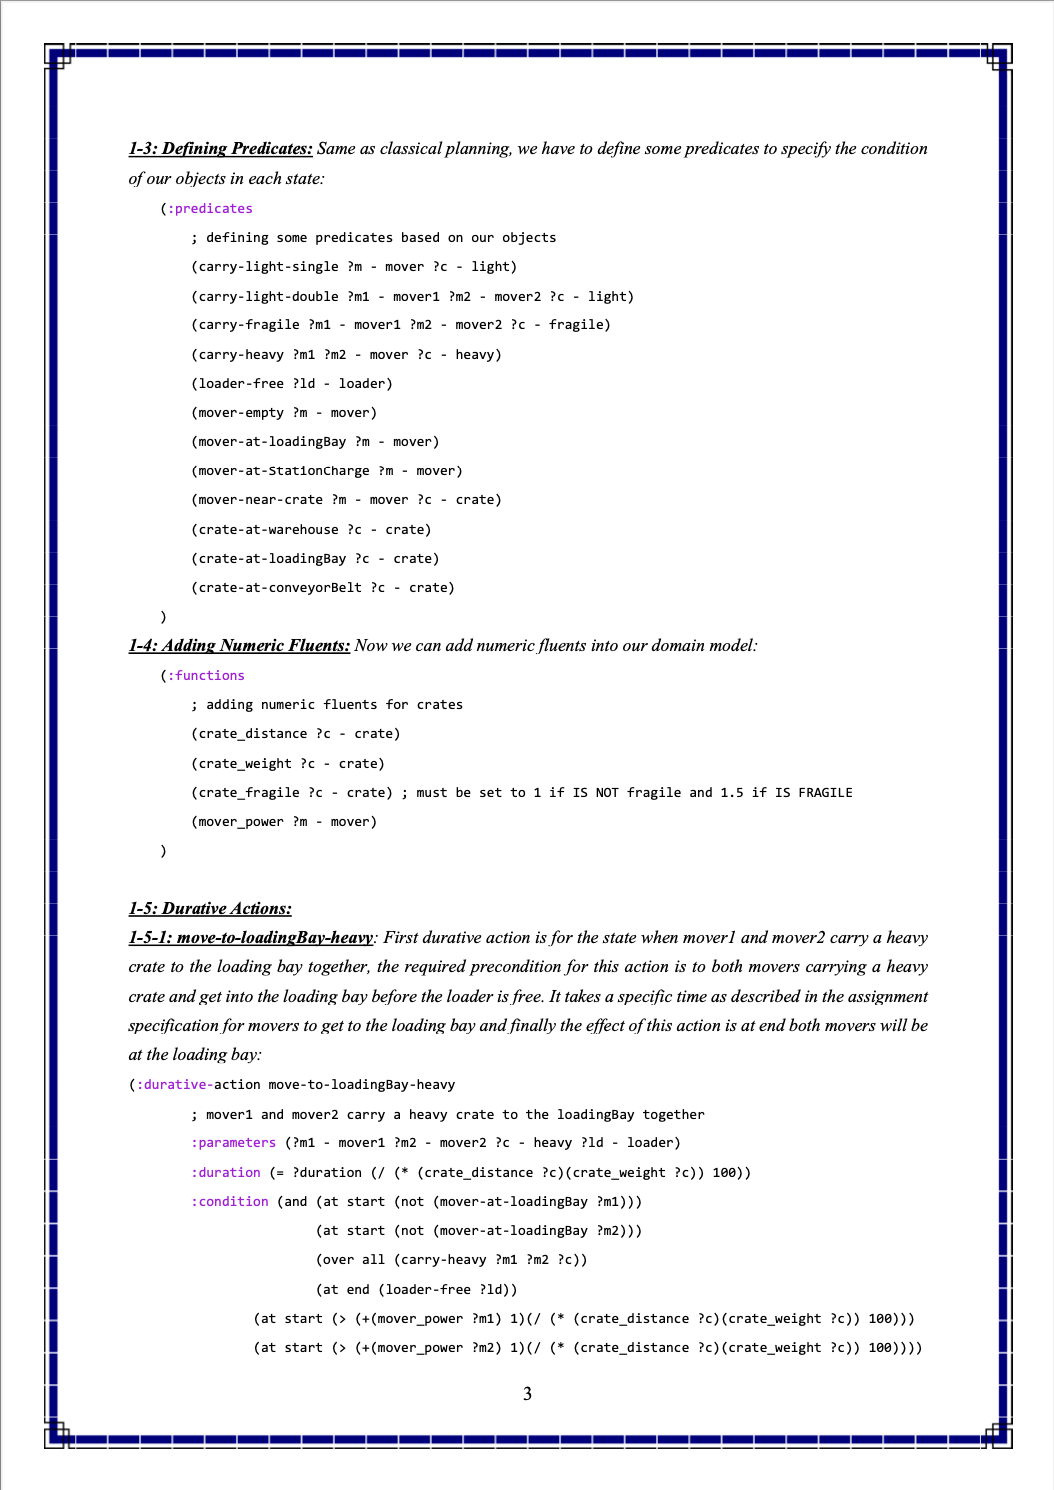 1-3: Defining Predicates: Same as classical planning, we have to define some predicates to specify the condition
of our objects in each state:
(:predicates
; defining some predicates based on our objects
(carry-light-single ?m - mover ?c - light)
(carry-light-double ?m1 - mover1 ?m2 - mover2 ?c - light)
(carry-fragile ?m1 - mover1 ?m2 - mover2 ?c - fragile)
(carry-heavy ?m1 ?m2 - mover ?c - heavy)
(loader-free ?ld - loader)
(mover-empty ?m - mover)
(mover-at-loadingBay ?m - mover)
(mover-at-StationCharge ?m - mover)
(mover-near-crate ?m - mover ?c - crate)
(crate-at-warehouse ?c - crate)
(crate-at-loadingBay ?c - crate)
(crate-at-conveyorBelt ?c - crate)
)
1-4: Adding Numeric Fluents: Now we can add numeric fluents into our domain model:
(:functions
; adding numeric fluents for crates
(crate_distance ?c - crate)
(crate_weight ?c - crate)
(crate_fragile ?c - crate) ; must be set to 1 if IS NOT fragile and 1.5 if IS FRAGILE
(mover_power ?m - mover)
)
1-5: Durative Actions:
1-5-1: move-to-loadingBay-heavy: First durative action is for the state when mover1 and mover2 carry a heavy
crate to the loading bay together, the required precondition for this action is to both movers carrying a heavy
crate and get into the loading bay before the loader is free. It takes a specific time as described in the assignment
specification for movers to get to the loading bay and finally the effect of this action is at end both movers will be
at the loading bay:
(:durative-action move-to-loadingBay-heavy
; mover1 and mover2 carry a heavy crate to the loadingBay together
:parameters (?m1 - mover1 ?m2 - mover2 ?c - heavy ?ld - loader)
:duration (= ?duration (/ (* (crate_distance ?c)(crate_weight ?c)) 100))
:condition (and (at start (not (mover-at-loadingBay ?m1)))
(at start (not (mover-at-loadingBay ?m2)))
(over all (carry-heavy ?m1 ?m2 ?c))
(at end (loader-free ?ld))
(at start (> (+(mover_power ?m1) 1)(/ (* (crate_distance ?c)(crate_weight ?c)) 100)))
(at start (> (+(mover_power ?m2) 1)(/ (* (crate_distance ?c)(crate_weight ?c)) 100))))
3